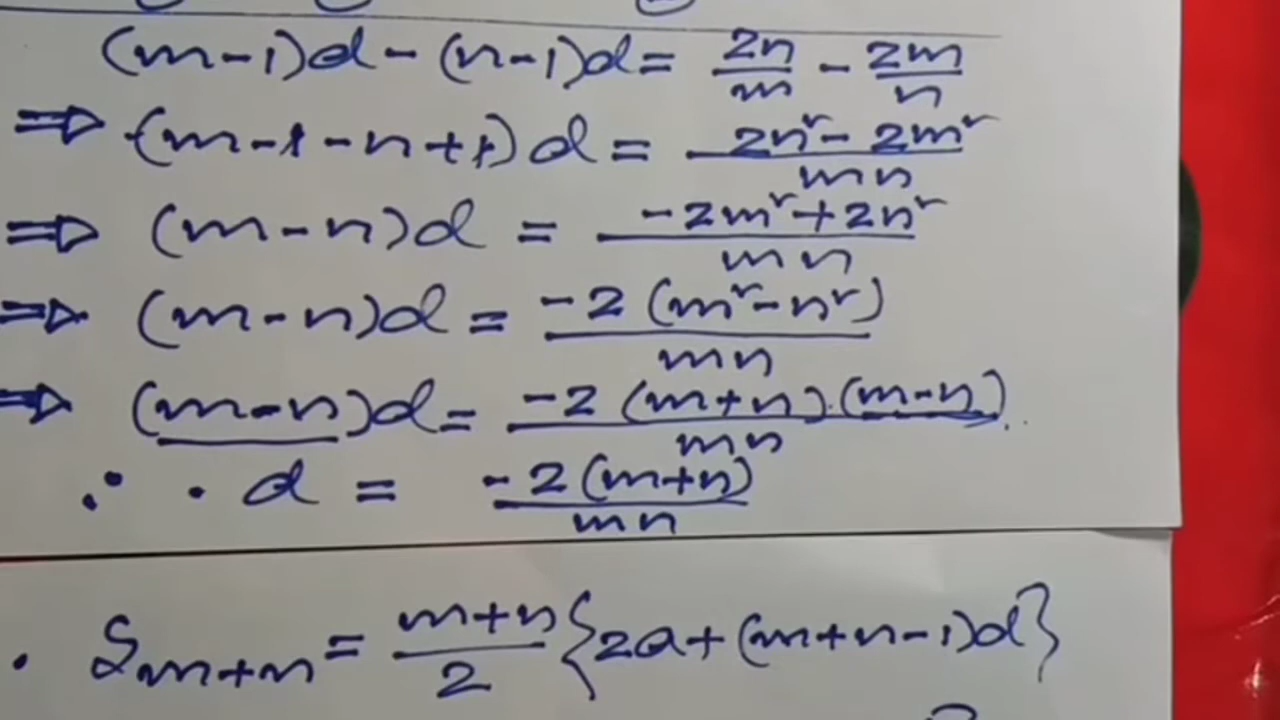 (m-1)d - (n-1)d = 2n/m - 2m/n
⇒ (m-1-n+1)d = (2n² - 2m²)/mn
⇒ (m-n)d = (-2m²+2n²)/mn
⇒ (m-n)d = -2(m²-n²)/mn
⇒ (m-n)d = -2(m+n).(m-n)/mn
∴ . d = -2(m+n)/mn
. Sm+n = m+n/2 {2a+(m+n-1)d}